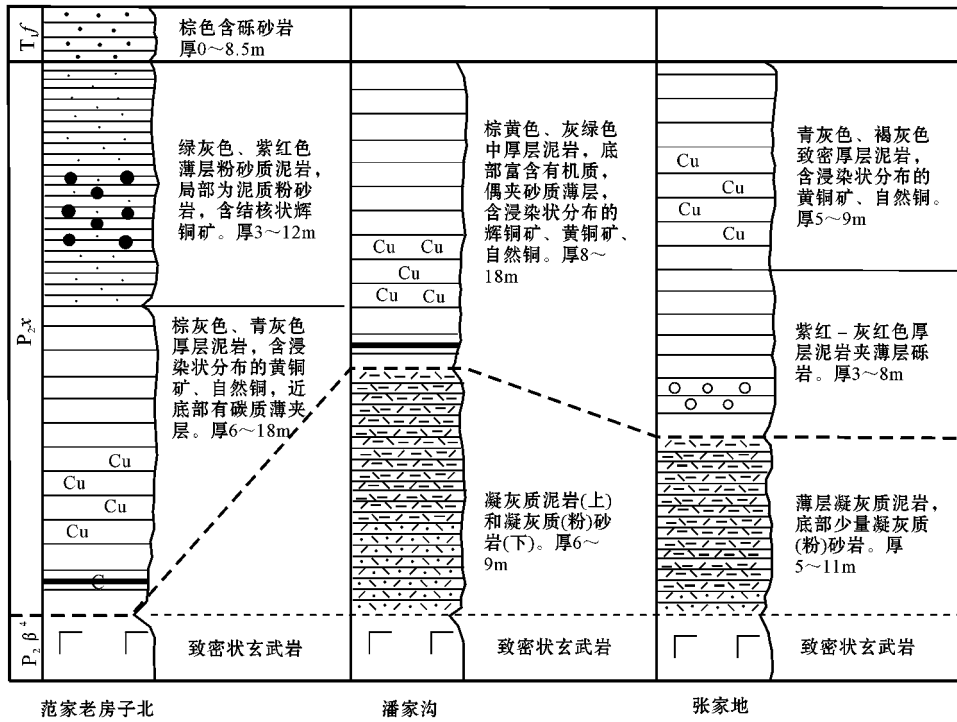 T₁f
棕色含砾砂岩
厚0～8.5m
P₂x
绿灰色、紫红色
薄层粉砂质泥岩,
局部为泥质粉砂
岩,含结核状辉
铜矿。厚3～12m
棕灰色、青灰色
厚层泥岩,含浸
染状分布的黄铜
矿、自然铜,近
底部有碳质薄夹
层。厚6～18m
Cu
Cu
Cu
Cu
C
P₂β⁴
致密状玄武岩
范家老房子北
棕黄色、灰绿色
中厚层泥岩,底
部富含有机质,
偶夹砂质薄层,
含浸染状分布的
辉铜矿、黄铜矿、
自然铜。厚8～
18m
Cu Cu
Cu
Cu Cu
凝灰质泥岩(上)
和凝灰质(粉)砂
岩(下)。厚6～
9m
致密状玄武岩
潘家沟
青灰色、褐灰色
致密厚层泥岩,
含浸染状分布的
黄铜矿、自然铜。
厚5～9m
Cu
Cu
Cu
Cu
紫红－灰红色厚
层泥岩夹薄层砾
岩。厚3～8m
薄层凝灰质泥岩,
底部少量凝灰质
(粉)砂岩。厚
5～11m
致密状玄武岩
张家地